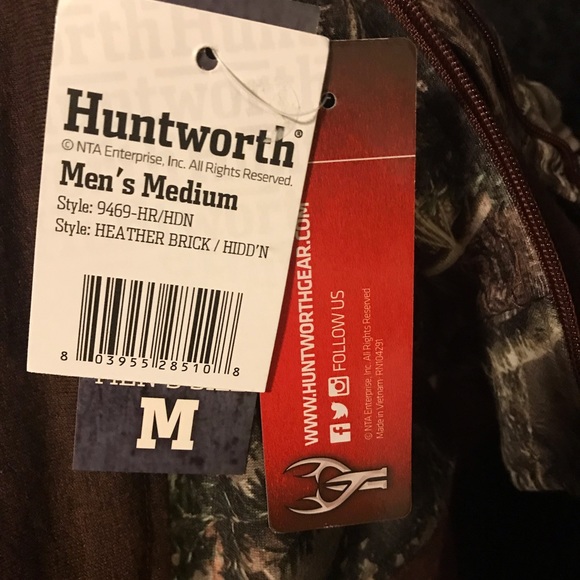 Huntworth®
© NTA Enterprise, Inc. All Rights Reserved.
Men's Medium
Style: 9469-HR/HDN
Style: HEATHER BRICK / HIDD'N
8 03955 28510 8
M
WWW.HUNTWORTHGEAR.COM
FOLLOW US
© NTA Enterprise, Inc. All Rights Reserved
Made in Vietnam RN104291